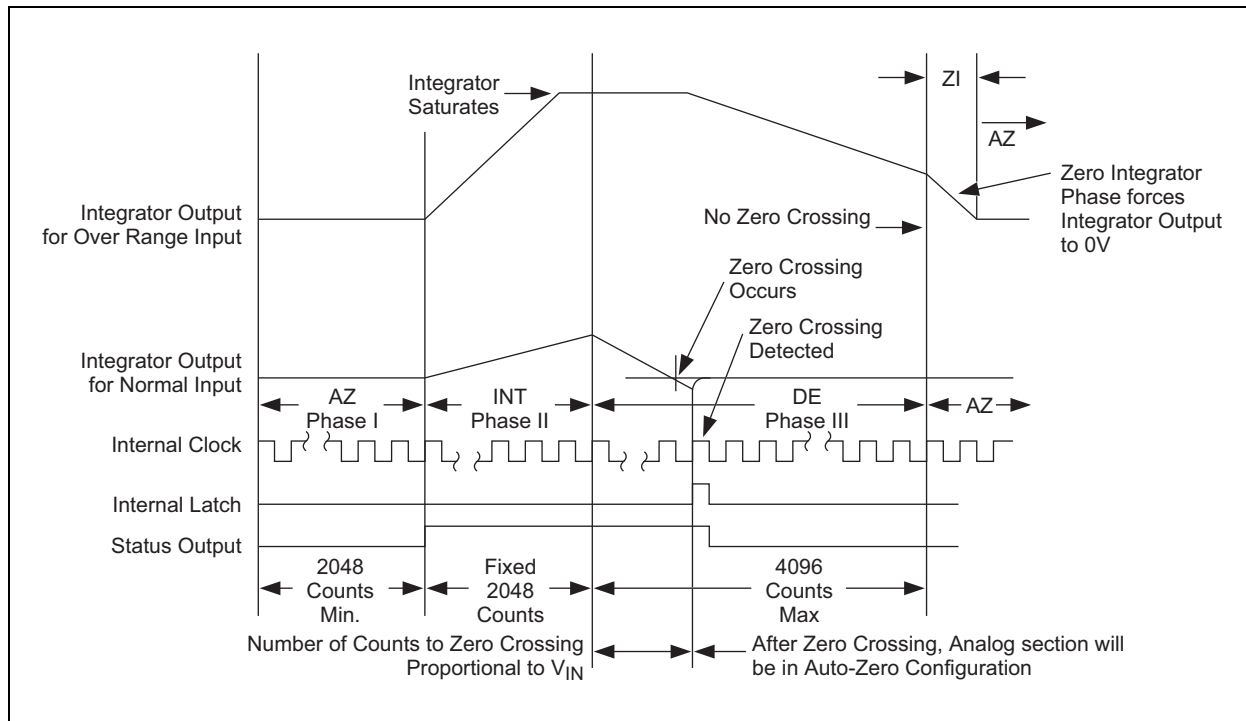 Integrator
Saturates
ZI
AZ
Zero Integrator
Phase forces
Integrator Output
to 0V
Integrator Output
for Over Range Input
No Zero Crossing
Zero Crossing
Occurs
Zero Crossing
Detected
Integrator Output
for Normal Input
AZ
Phase I
INT
Phase II
DE
Phase III
AZ
Internal Clock
Internal Latch
Status Output
2048
Counts
Min.
Fixed
2048
Counts
4096
Counts
Max
Number of Counts to Zero Crossing
Proportional to VIN
After Zero Crossing, Analog section will
be in Auto-Zero Configuration